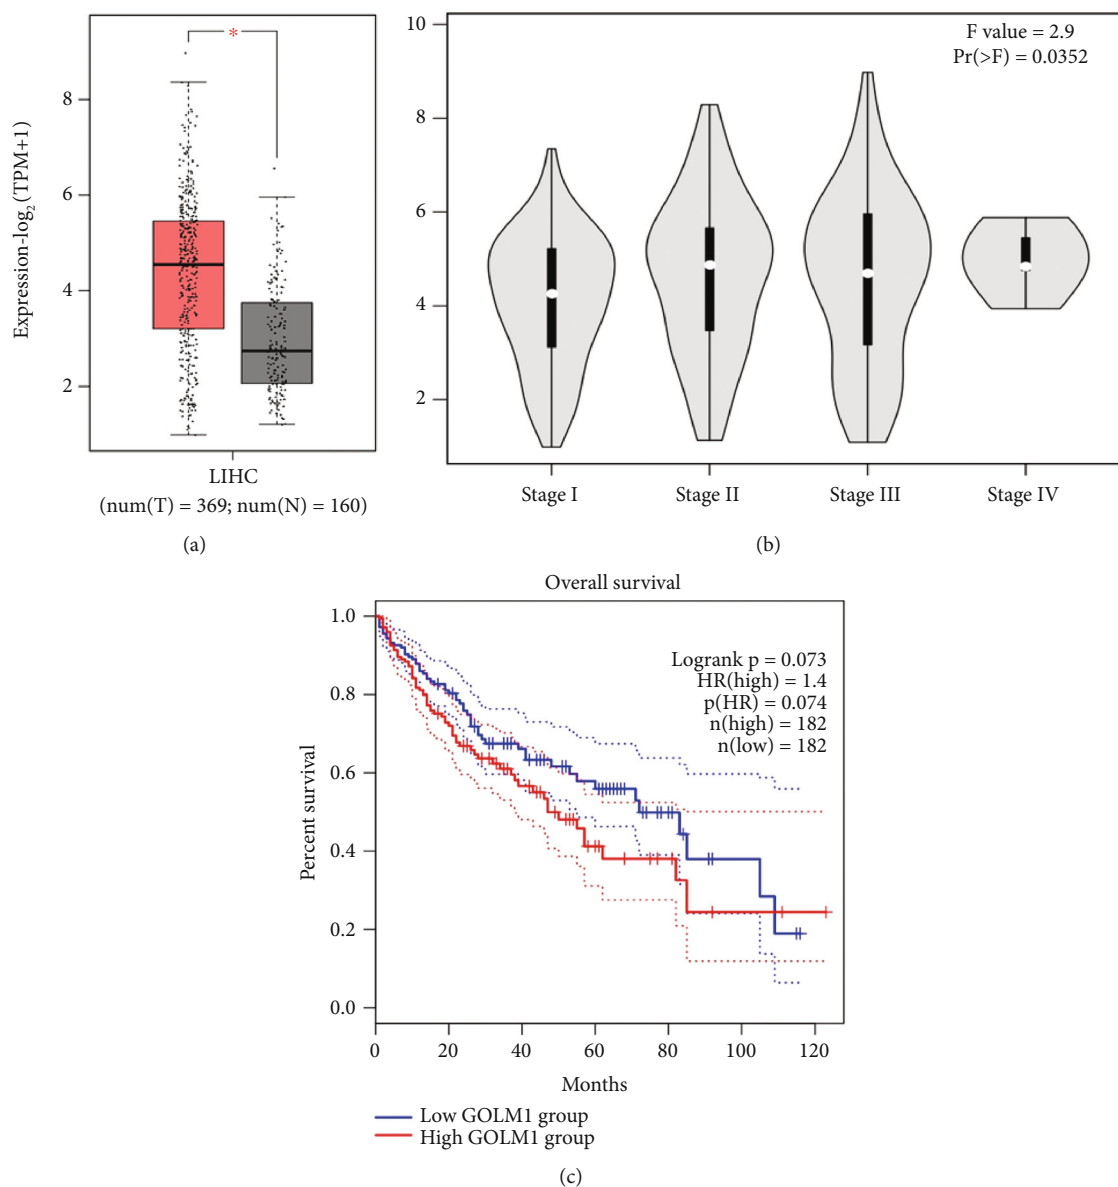 *
Expression-log₂ (TPM+1)
8
6
4
2
LIHC
(num(T) = 369; num(N) = 160)
(a)
F value = 2.9
Pr(>F) = 0.0352
10
8
6
4
2
Stage I
Stage II
Stage III
Stage IV
(b)
Overall survival
Logrank p = 0.073
HR(high) = 1.4
p(HR) = 0.074
n(high) = 182
n(low) = 182
Percent survival
1.0
0.8
0.6
0.4
0.2
0.0
0
20
40
60
80
100
120
Months
Low GOLM1 group
High GOLM1 group
(c)